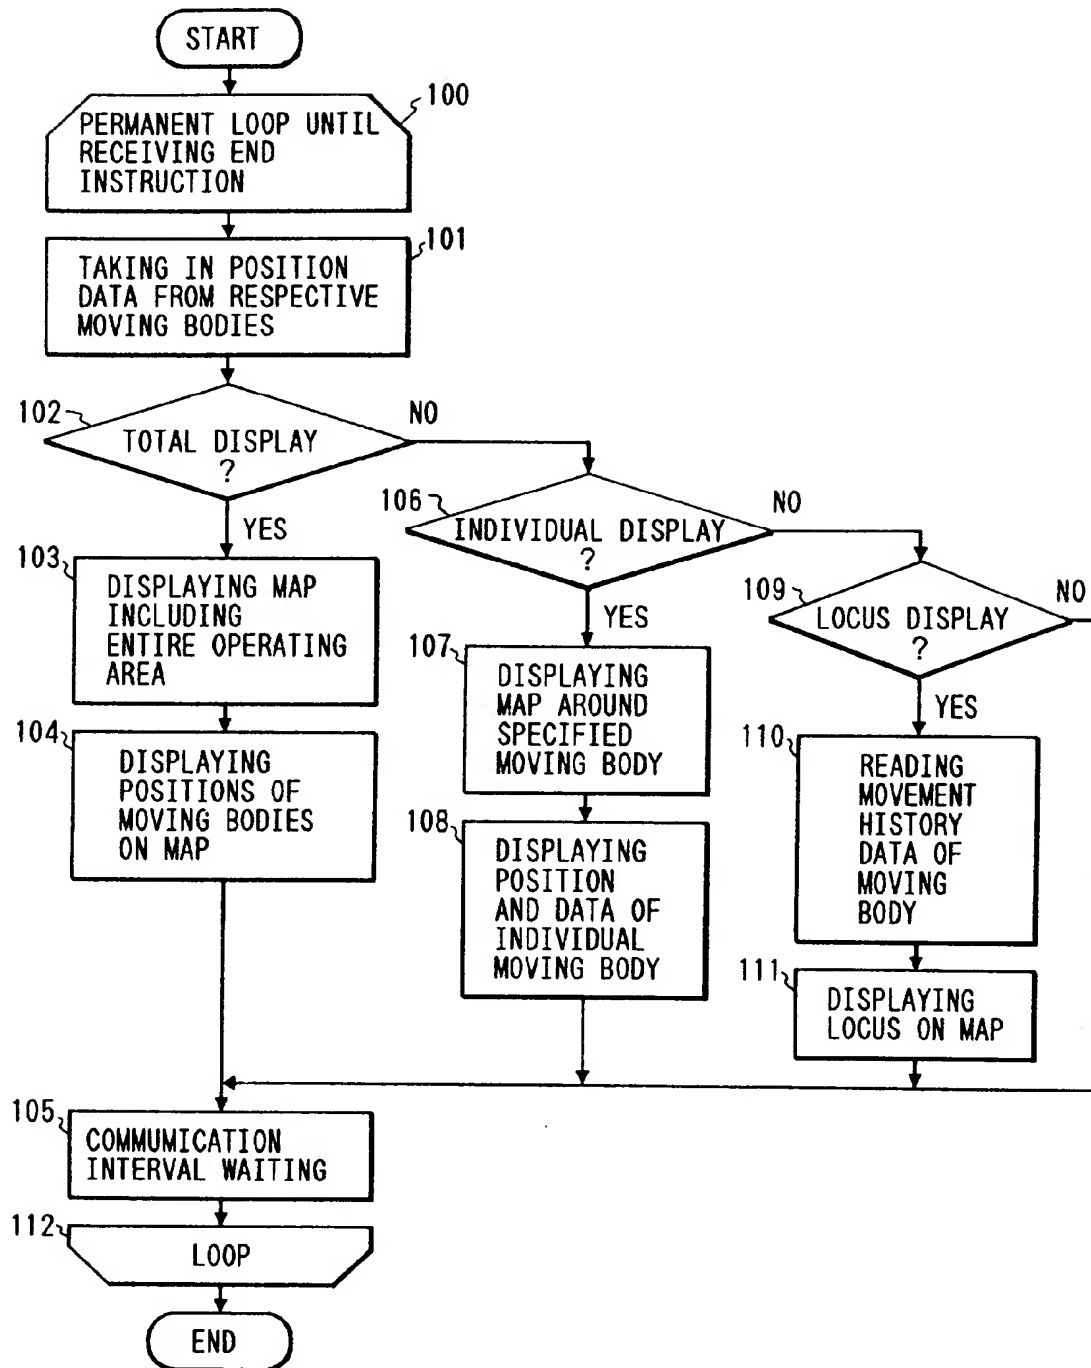 START
100
PERMANENT LOOP UNTIL
RECEIVING END
INSTRUCTION
101
TAKING IN POSITION
DATA FROM RESPECTIVE
MOVING BODIES
102
NO
TOTAL DISPLAY
?
YES
106
NO
INDIVIDUAL DISPLAY
?
YES
109
NO
LOCUS DISPLAY
?
YES
103
DISPLAYING MAP
INCLUDING
ENTIRE OPERATING
AREA
104
DISPLAYING
POSITIONS OF
MOVING BODIES
ON MAP
107
DISPLAYING
MAP AROUND
SPECIFIED
MOVING BODY
108
DISPLAYING
POSITION
AND DATA OF
INDIVIDUAL
MOVING BODY
110
READING
MOVEMENT
HISTORY
DATA OF
MOVING
BODY
111
DISPLAYING
LOCUS ON MAP
105
COMMUMICATION
INTERVAL WAITING
112
LOOP
END